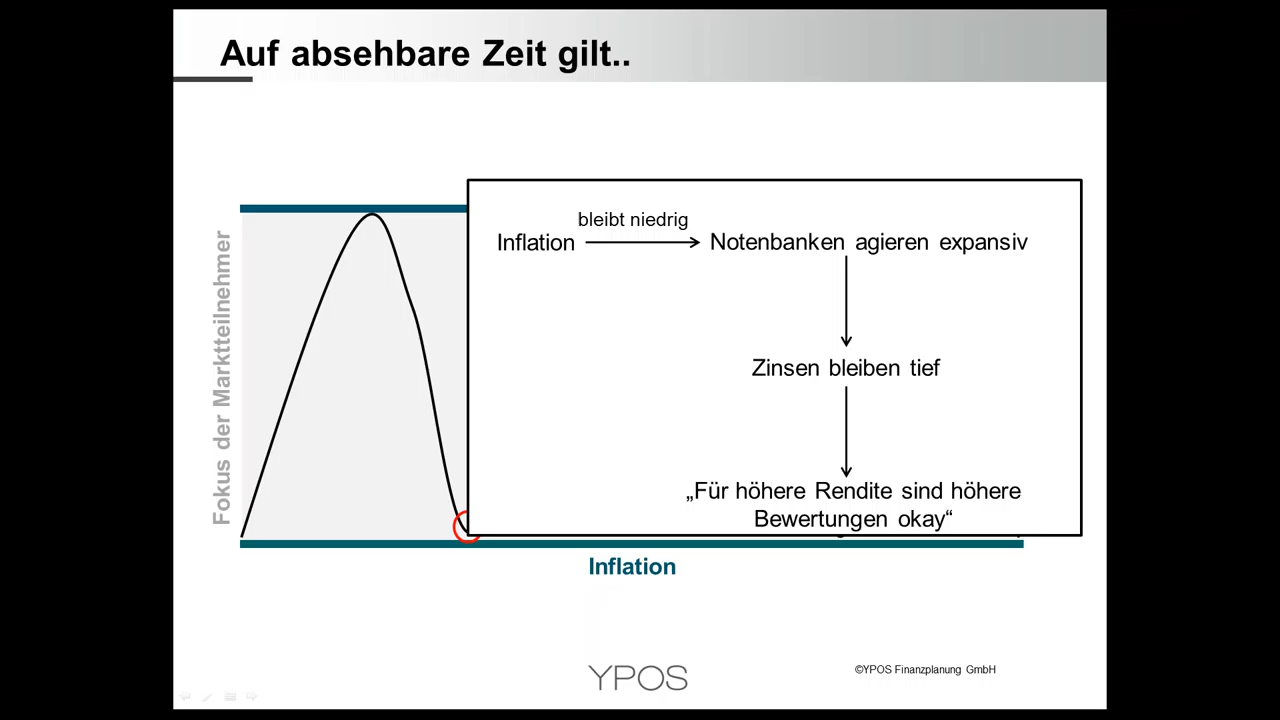 Auf absehbare Zeit gilt..
Fokus der Marktteilnehmer
bleibt niedrig
Inflation
Notenbanken agieren expansiv
Zinsen bleiben tief
„Für höhere Rendite sind höhere
Bewertungen okay“
Inflation
YPOS
©YPOS Finanzplanung GmbH